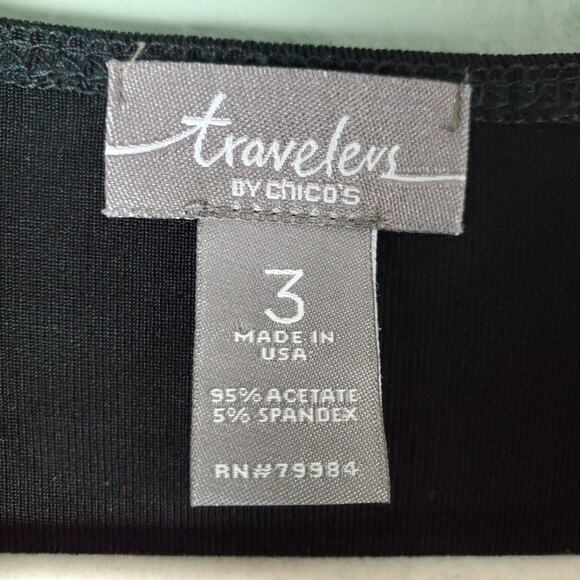 travelers
BY CHICO'S
3
MADE IN
USA
95% ACETATE
5% SPANDEX
RN#79984